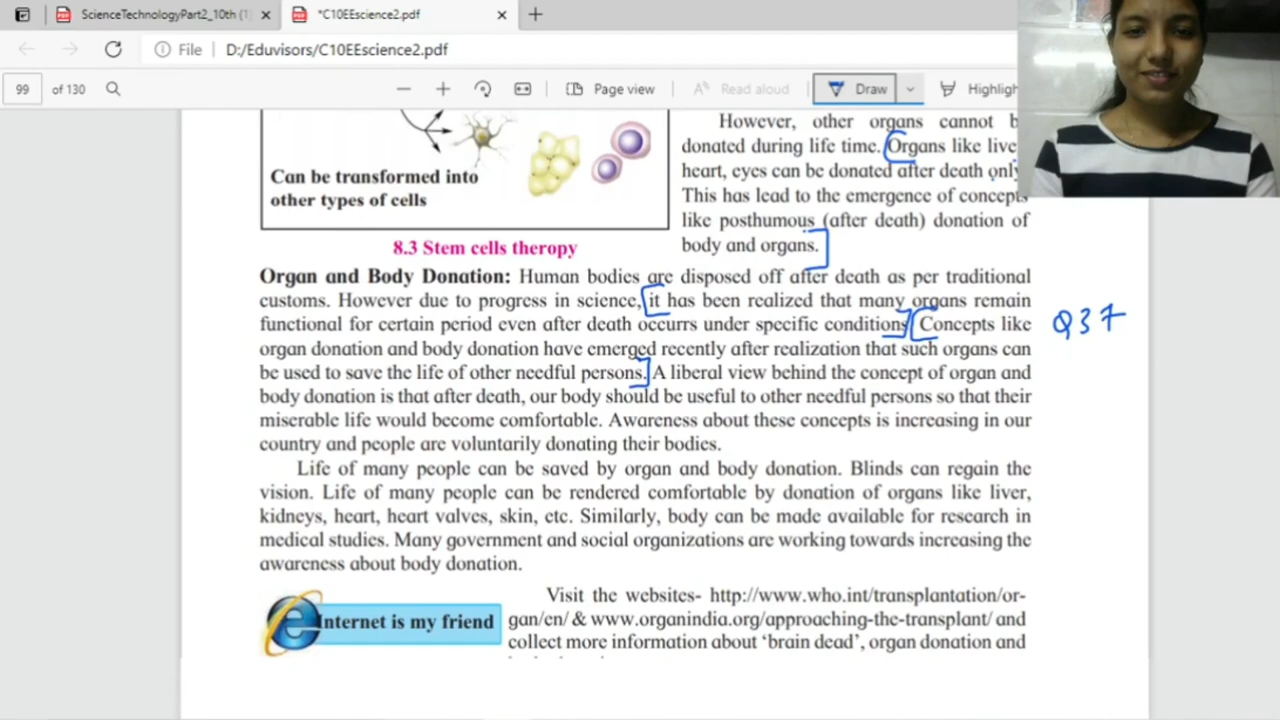 ScienceTechnologyPart2_10th (1)
*C10EEscience2.pdf
File
D:/Eduvisors/C10EEscience2.pdf
99
of 130
Page view
Read aloud
Draw
Highligh
However, other organs cannot b
donated during life time. Organs like live
heart, eyes can be donated after death only
This has lead to the emergence of concepts
like posthumous (after death) donation of
body and organs.
Can be transformed into
other types of cells
8.3 Stem cells theropy
Organ and Body Donation: Human bodies are disposed off after death as per traditional
customs. However due to progress in science, it has been realized that many organs remain
functional for certain period even after death occurrs under specific conditions. Concepts like
organ donation and body donation have emerged recently after realization that such organs can
be used to save the life of other needful persons. A liberal view behind the concept of organ and
body donation is that after death, our body should be useful to other needful persons so that their
miserable life would become comfortable. Awareness about these concepts is increasing in our
country and people are voluntarily donating their bodies.
Q37
Life of many people can be saved by organ and body donation. Blinds can regain the
vision. Life of many people can be rendered comfortable by donation of organs like liver,
kidneys, heart, heart valves, skin, etc. Similarly, body can be made available for research in
medical studies. Many government and social organizations are working towards increasing the
awareness about body donation.
Internet is my friend
Visit the websites- http://www.who.int/transplantation/or-
gan/en/ & www.organindia.org/approaching-the-transplant/ and
collect more information about ‘brain dead’, organ donation and